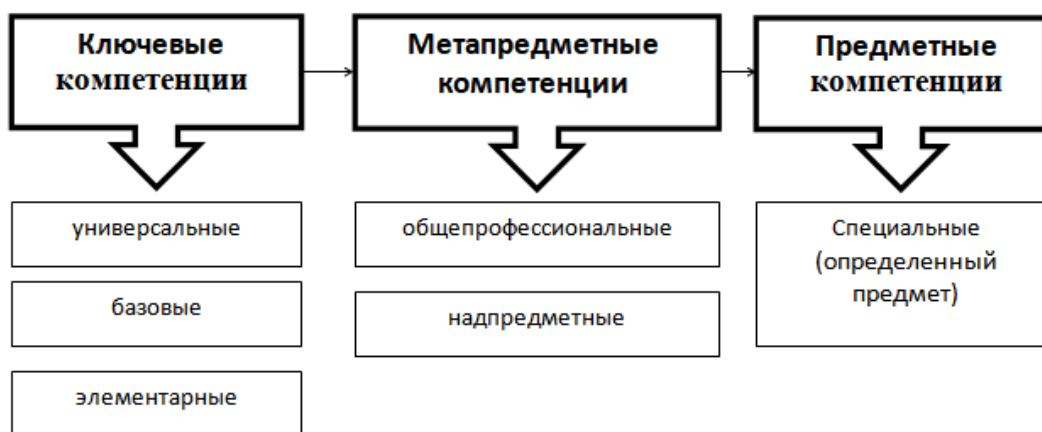 Ключевые
компетенции
универсальные
базовые
элементарные
Метапредметные
компетенции
общепрофессиональные
надпредметные
Предметные
компетенции
Специальные
(определенный
предмет)